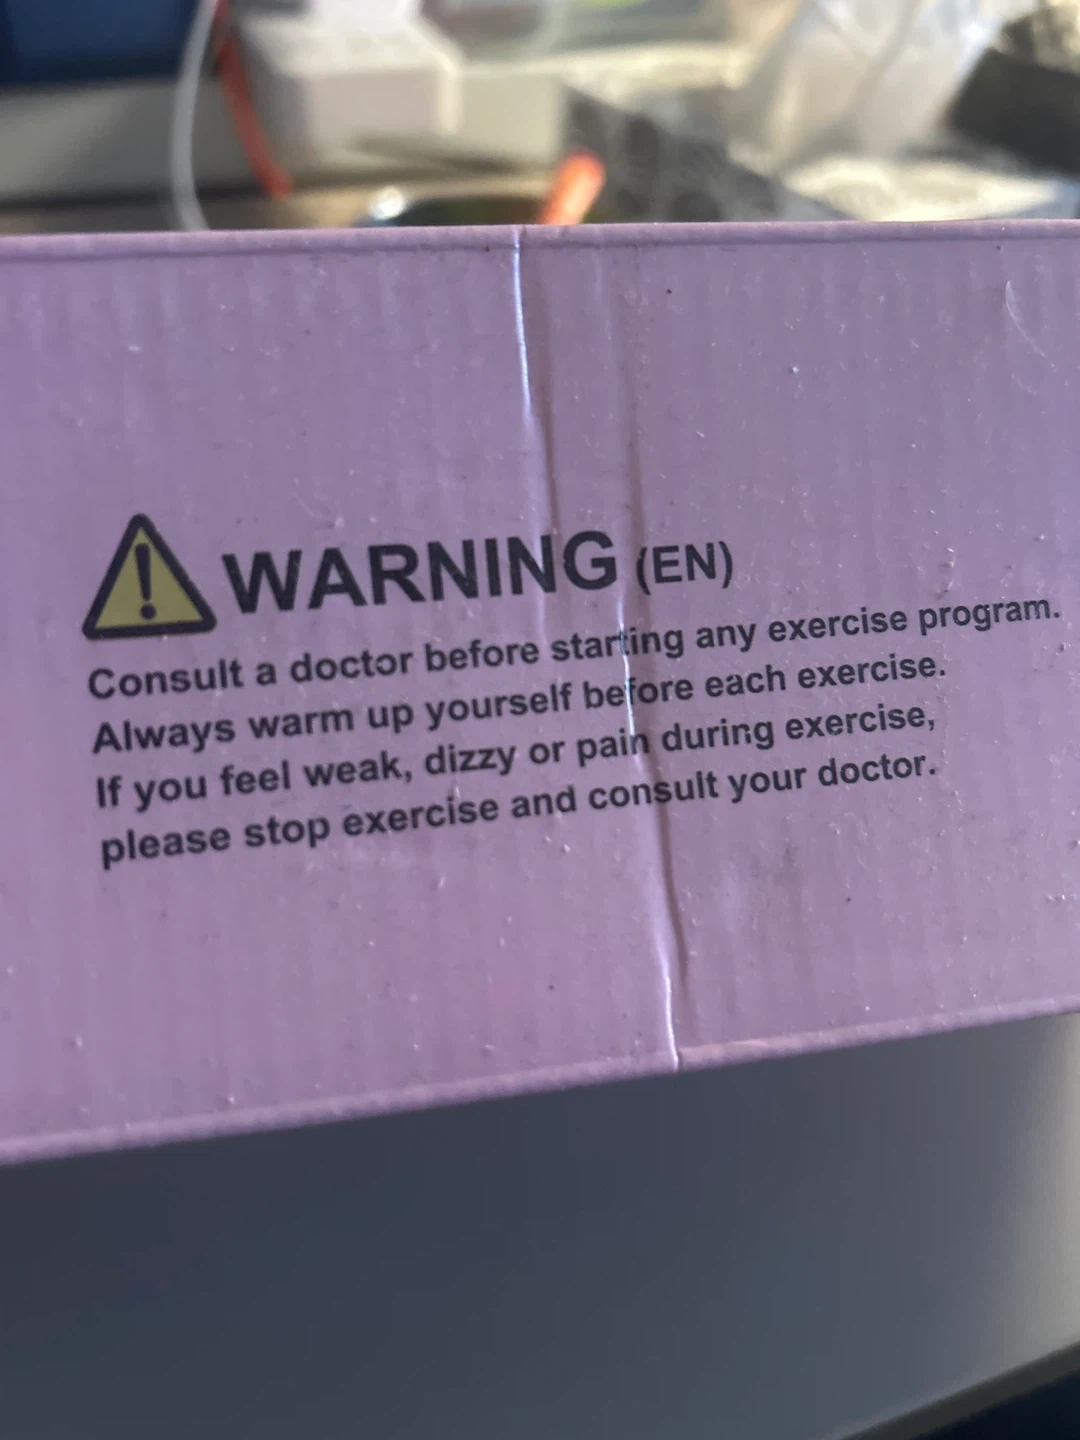 WARNING (EN)
Consult a doctor before starting any exercise program.
Always warm up yourself before each exercise.
If you feel weak, dizzy or pain during exercise,
please stop exercise and consult your doctor.